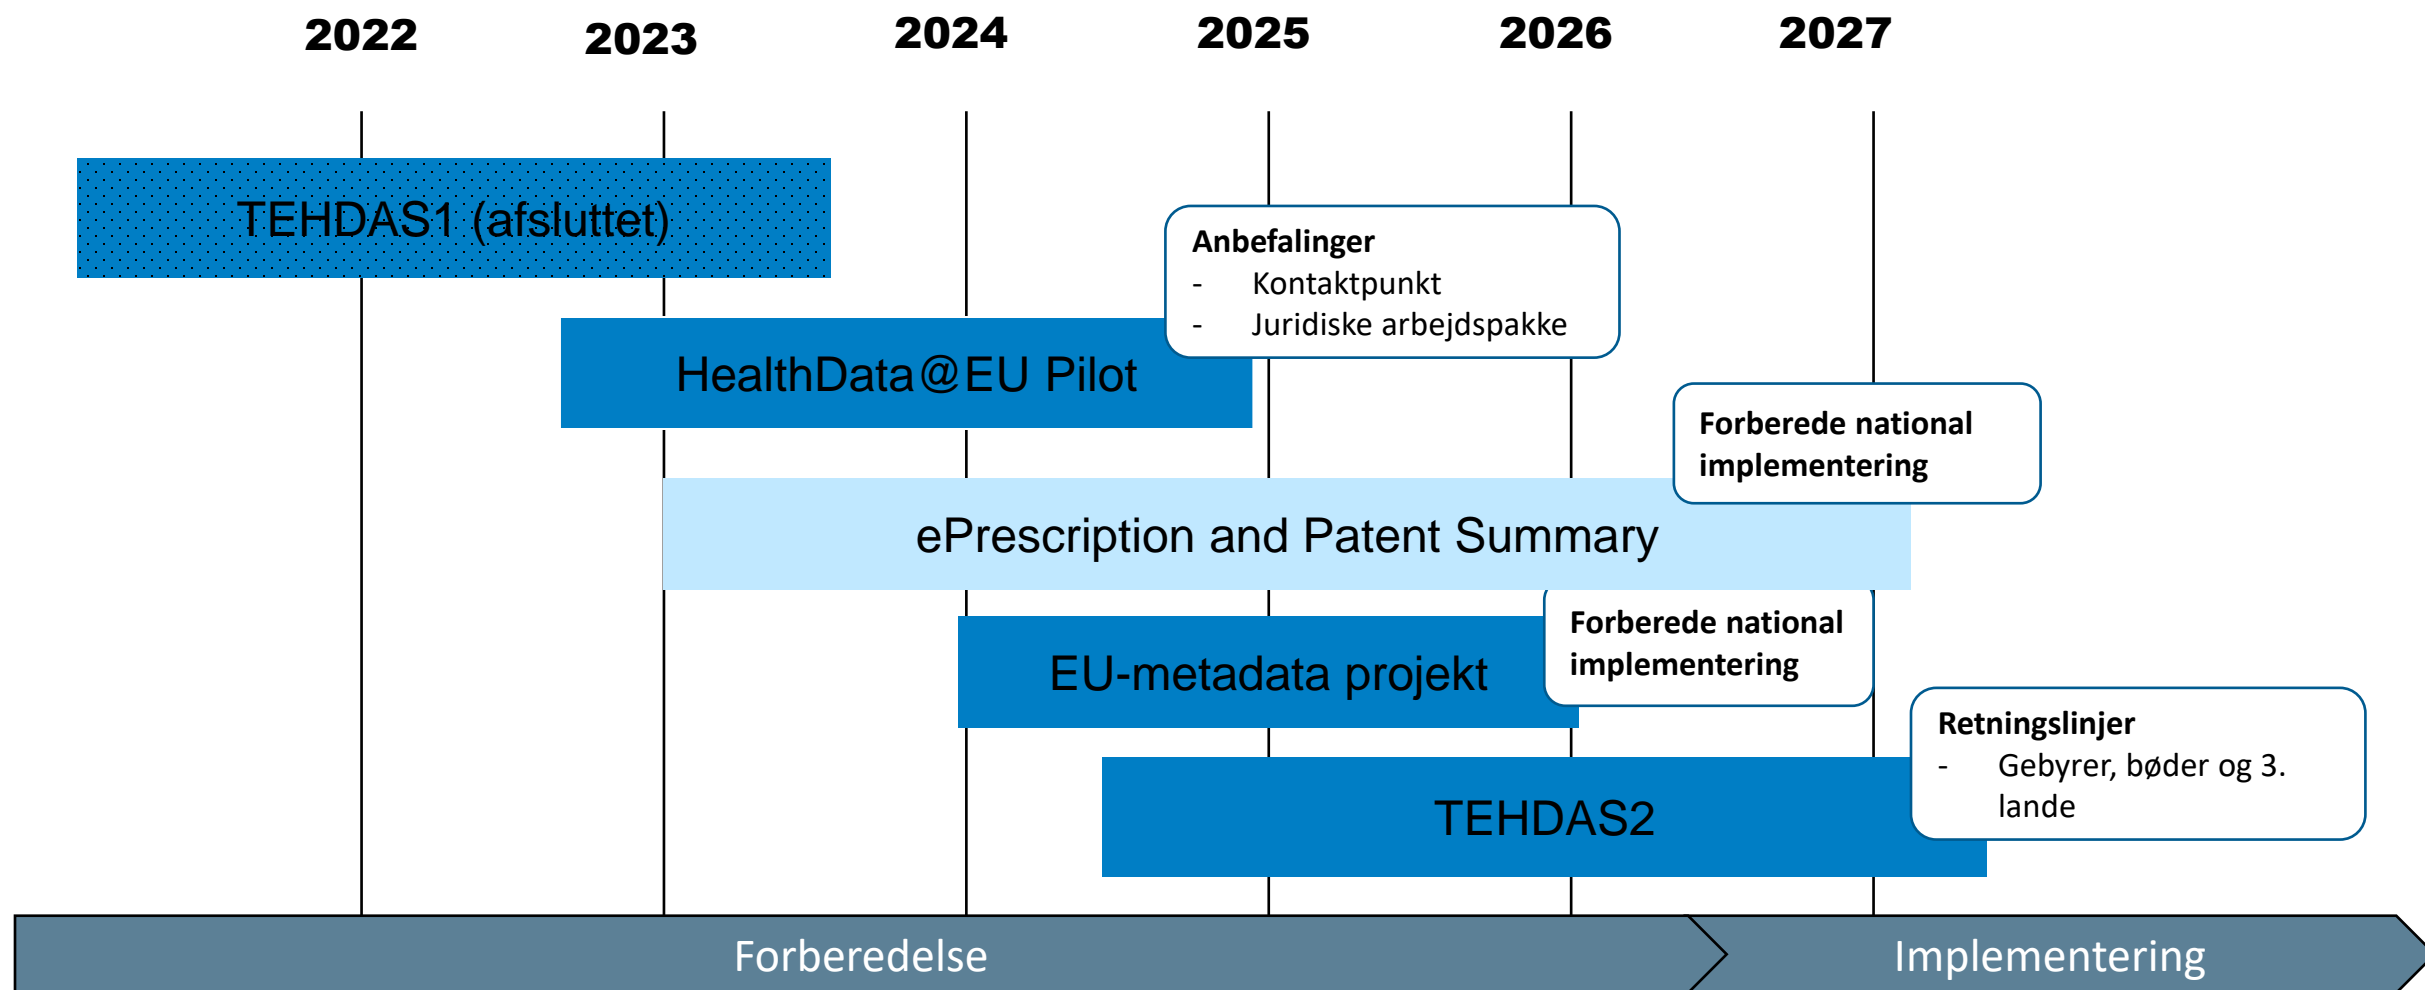 2022 2023 2024 2025 2026 2027
TEHDAS1 (afsluttet)
Anbefalinger
- Kontaktpunkt
- Juridiske arbejdspakke
HealthData@EU Pilot
Forberede national
implementering
ePrescription and Patent Summary
Forberede national
implementering
EU-metadata projekt
Retningslinjer
- Gebyrer, bøder og 3.
lande
TEHDAS2
Forberedelse
Implementering